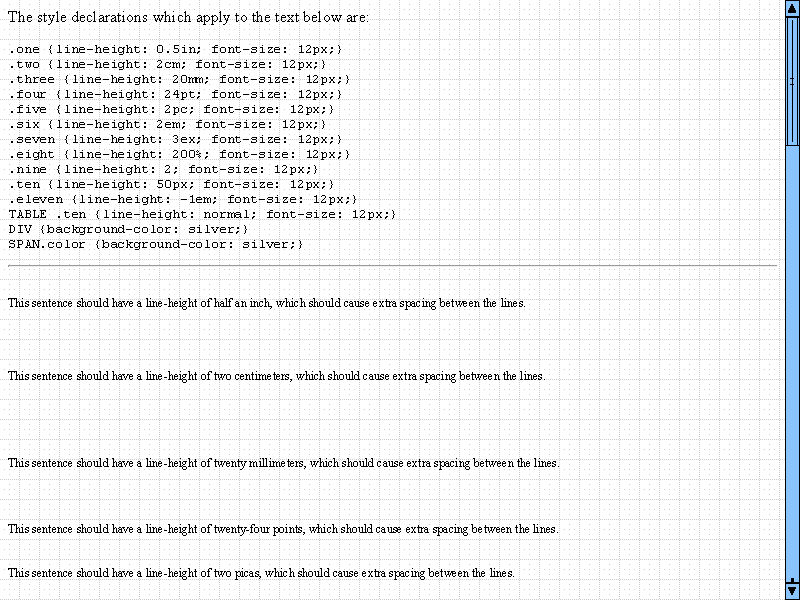 The style declarations which apply to the text below are:
.one {line-height: 0.5in; font-size: 12px;}
.two {line-height: 2cm; font-size: 12px;}
.three {line-height: 20mm; font-size: 12px;}
.four {line-height: 24pt; font-size: 12px;}
.five {line-height: 2pc; font-size: 12px;}
.six {line-height: 2em; font-size: 12px;}
.seven {line-height: 3ex; font-size: 12px;}
.eight {line-height: 200%; font-size: 12px;}
.nine {line-height: 2; font-size: 12px;}
.ten {line-height: 50px; font-size: 12px;}
.eleven {line-height: -1em; font-size: 12px;}
TABLE .ten {line-height: normal; font-size: 12px;}
DIV {background-color: silver;}
SPAN.color {background-color: silver;}
This sentence should have a line-height of half an inch, which should cause extra spacing between the lines.
This sentence should have a line-height of two centimeters, which should cause extra spacing between the lines.
This sentence should have a line-height of twenty millimeters, which should cause extra spacing between the lines.
This sentence should have a line-height of twenty-four points, which should cause extra spacing between the lines.
This sentence should have a line-height of two picas, which should cause extra spacing between the lines.